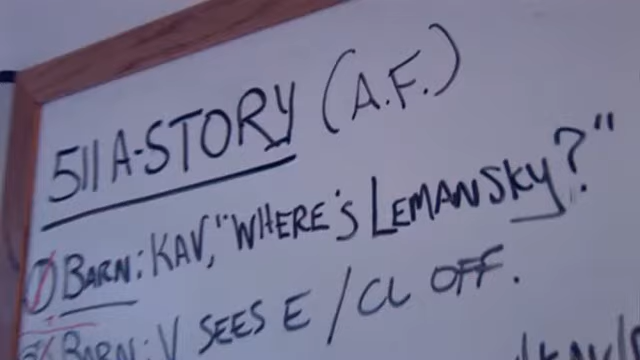 511 A-STORY (A.F.)
1 BARN: KAV, "WHERE'S LEMANSKY?"
BARN: V SEES E / CL OFF.